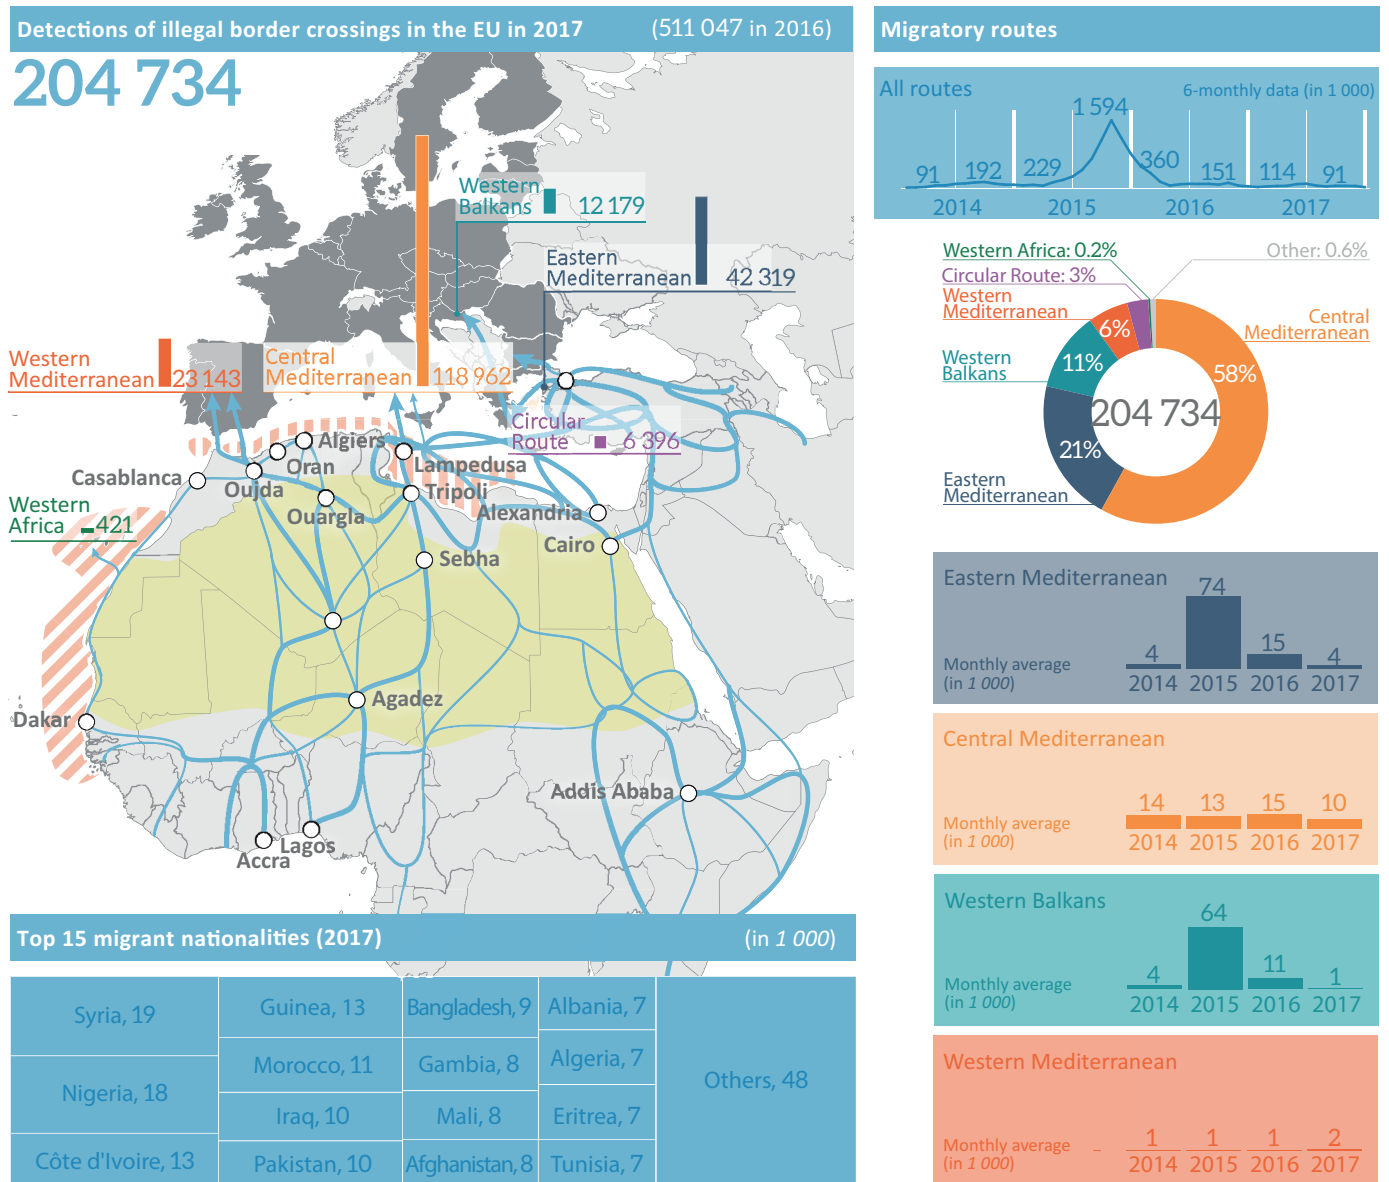 Detections of illegal border crossings in the EU in 2017 (511 047 in 2016)
204 734
Western
Balkans 12 179
Eastern
Mediterranean 42 319
Western
Mediterranean 23 143
Central
Mediterranean 118 962
Circular
Route 6 396
Algiers
Oran
Lampedusa
Casablanca
Oujda
Tripoli
Ouargla
Alexandria
Western
Africa 421
Cairo
Sebha
Agadez
Dakar
Addis Ababa
Lagos
Accra
Top 15 migrant nationalities (2017) (in 1 000)
Syria, 19
Nigeria, 18
Côte d'Ivoire, 13
Guinea, 13
Morocco, 11
Iraq, 10
Pakistan, 10
Bangladesh, 9
Gambia, 8
Mali, 8
Afghanistan, 8
Albania, 7
Algeria, 7
Eritrea, 7
Tunisia, 7
Others, 48
Migratory routes
All routes 6-monthly data (in 1 000)
91 192 229 1 594 360 151 114 91
2014 2015 2016 2017
Western Africa: 0.2% Other: 0.6%
Circular Route: 3%
Western
Mediterranean
6%
Central
Mediterranean
58%
Western
Balkans
11%
204 734
21%
Eastern
Mediterranean
Eastern Mediterranean
Monthly average
(in 1 000)
4 74 15 4
2014 2015 2016 2017
Central Mediterranean
Monthly average
(in 1 000)
14 13 15 10
2014 2015 2016 2017
Western Balkans
Monthly average
(in 1 000)
4 64 11 1
2014 2015 2016 2017
Western Mediterranean
Monthly average
(in 1 000)
1 1 1 2
2014 2015 2016 2017